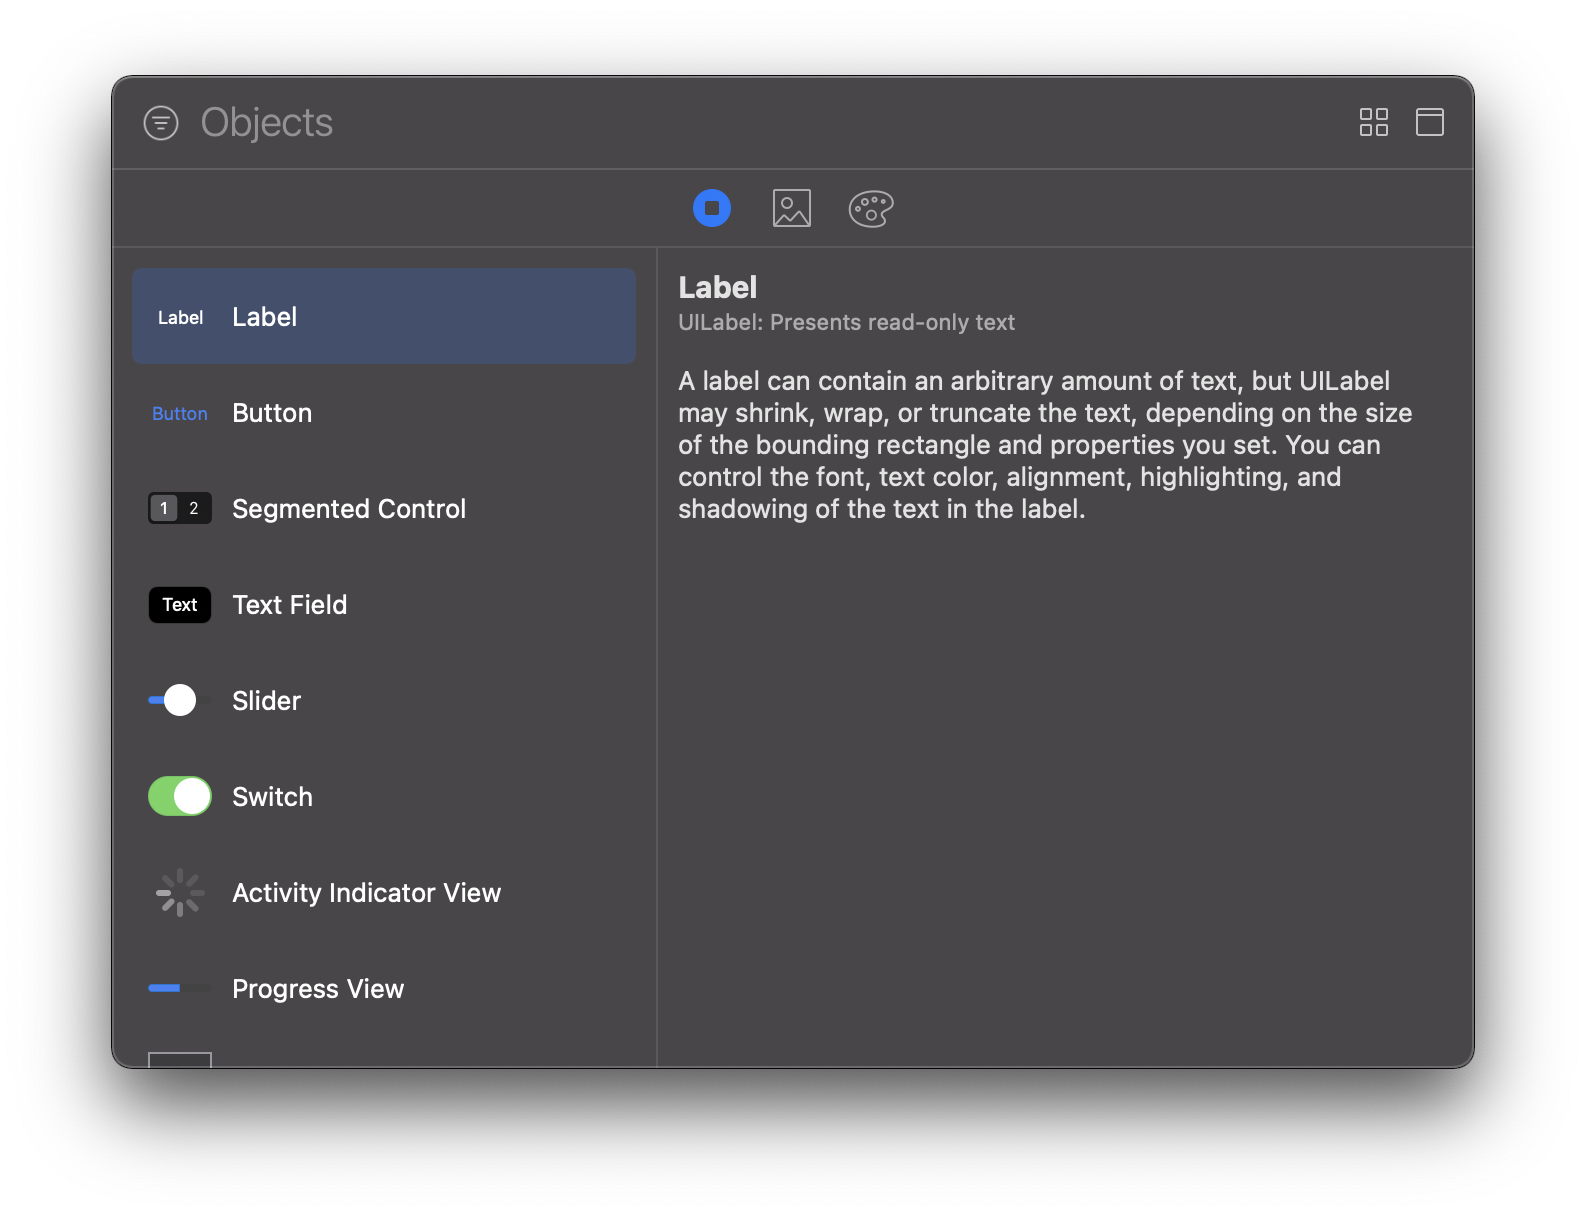 Objects
Label Label
Button Button
1 2 Segmented Control
Text Text Field
Slider
Switch
Activity Indicator View
Progress View
Label
UILabel: Presents read-only text
A label can contain an arbitrary amount of text, but UILabel
may shrink, wrap, or truncate the text, depending on the size
of the bounding rectangle and properties you set. You can
control the font, text color, alignment, highlighting, and
shadowing of the text in the label.